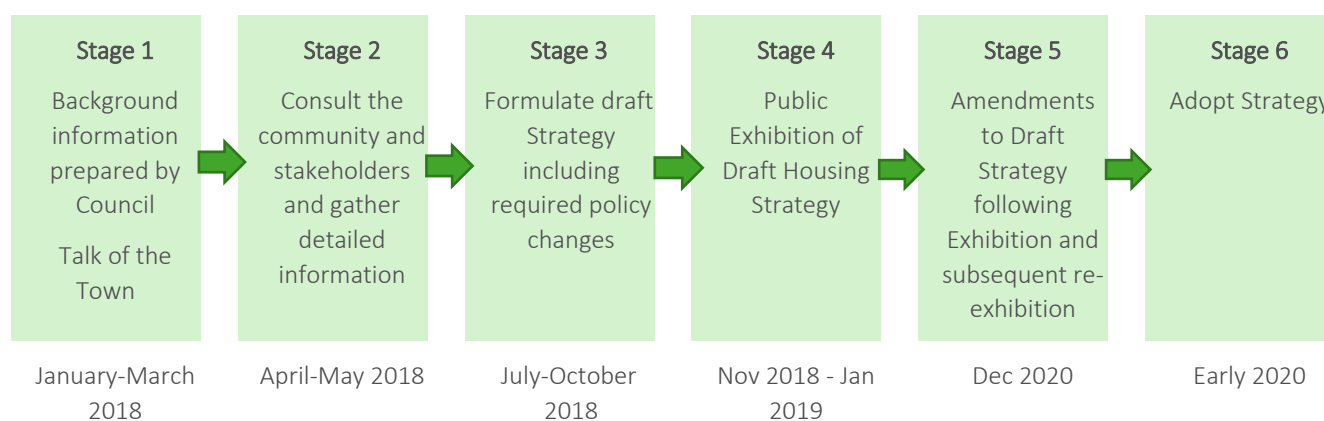 Stage 1
Background
information
prepared by
Council
Talk of the
Town
January-March
2018
Stage 2
Consult the
community and
stakeholders
and gather
detailed
information
April-May 2018
Stage 3
Formulate draft
Strategy
including
required policy
changes
July-October
2018
Stage 4
Public
Exhibition of
Draft Housing
Strategy
Nov 2018 - Jan
2019
Stage 5
Amendments
to Draft
Strategy
following
Exhibition and
subsequent re-
exhibition
Dec 2020
Stage 6
Adopt Strategy
Early 2020